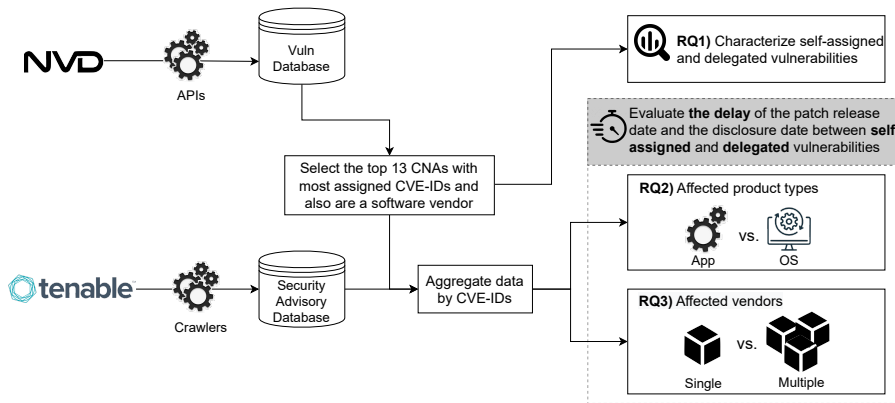 NVD
APIs
Vuln
Database
RQ1) Characterize self-assigned
and delegated vulnerabilities
Evaluate the delay of the patch release
date and the disclosure date between self
assigned and delegated vulnerabilities
Select the top 13 CNAs with
most assigned CVE-IDs and
also are a software vendor
RQ2) Affected product types
vs.
App
OS
tenable
Crawlers
Security
Advisory
Database
Aggregate data
by CVE-IDs
RQ3) Affected vendors
vs.
Single
Multiple